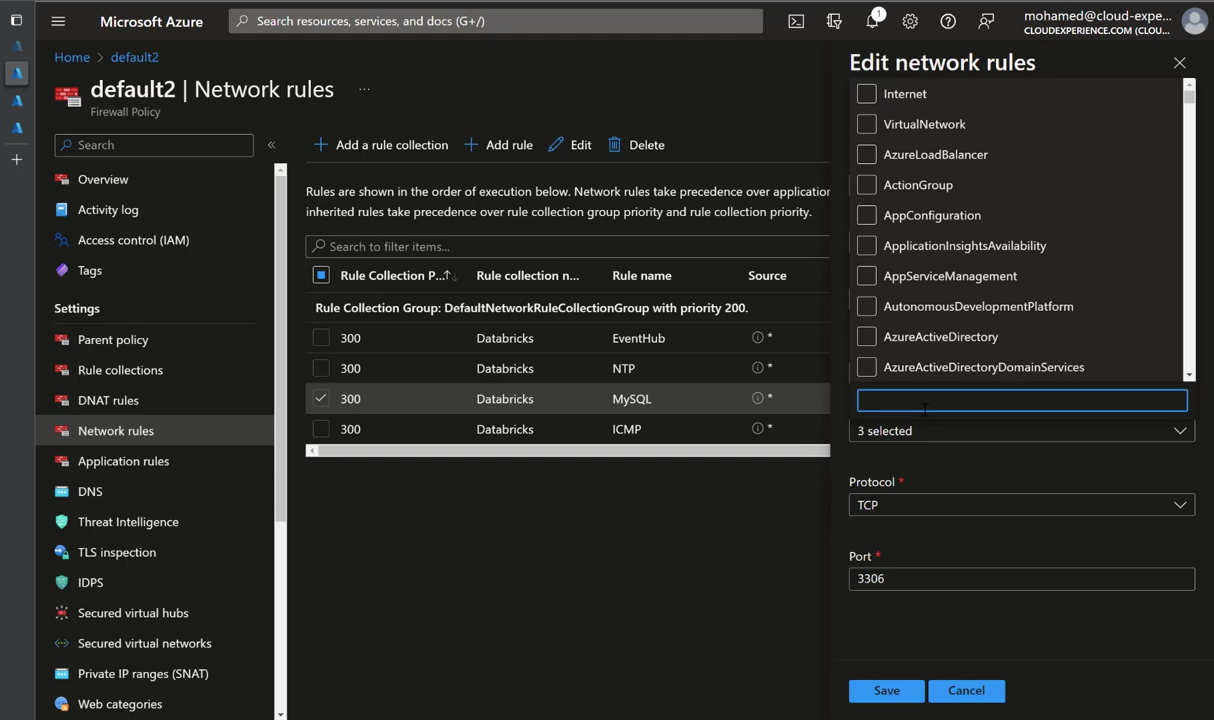 Microsoft Azure
Search resources, services, and docs (G+/)
1
mohamed@cloud-expe...
CLOUDEXPERIENCE.COM (CLOU...
Home > default2
default2 | Network rules ...
Firewall Policy
Search
«
Overview
Activity log
Access control (IAM)
Tags
Settings
Parent policy
Rule collections
DNAT rules
Network rules
Application rules
DNS
Threat Intelligence
TLS inspection
IDPS
Secured virtual hubs
Secured virtual networks
Private IP ranges (SNAT)
Web categories
+ Add a rule collection + Add rule Edit Delete
Rules are shown in the order of execution below. Network rules take precedence over application
inherited rules take precedence over rule collection group priority and rule collection priority.
Search to filter items...
Rule Collection P...↑↓ Rule collection n... Rule name Source
Rule Collection Group: DefaultNetworkRuleCollectionGroup with priority 200.
300 Databricks EventHub *
300 Databricks NTP *
300 Databricks MySQL *
300 Databricks ICMP *
Edit network rules
Internet
VirtualNetwork
AzureLoadBalancer
ActionGroup
AppConfiguration
ApplicationInsightsAvailability
AppServiceManagement
AutonomousDevelopmentPlatform
AzureActiveDirectory
AzureActiveDirectoryDomainServices
3 selected
Protocol *
TCP
Port *
3306
Save Cancel